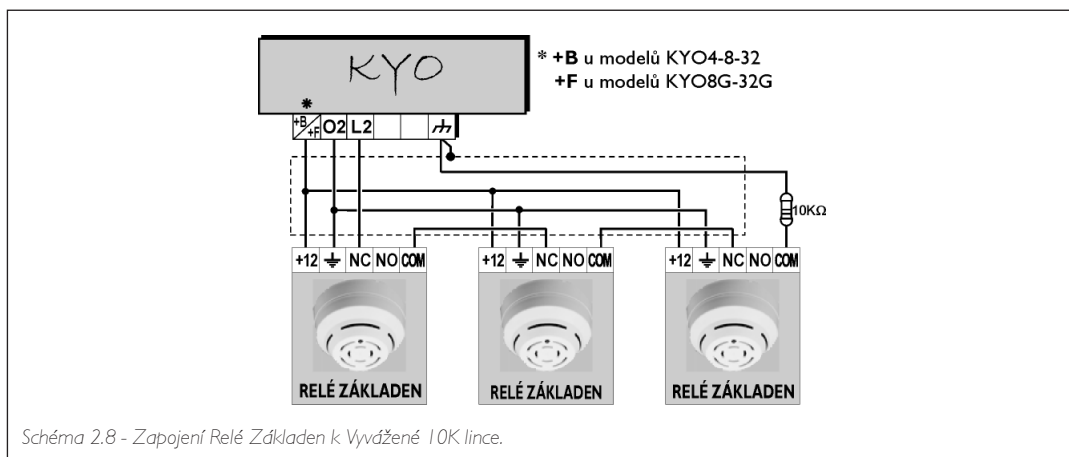 KYO
* +B u modelů KYO4-8-32
+F u modelů KYO8G-32G
*
+B/+F O2 L2
10KΩ
+12 NC NO COM
+12 NC NO COM
+12 NC NO COM
RELÉ ZÁKLADEN
RELÉ ZÁKLADEN
RELÉ ZÁKLADEN
Schéma 2.8 - Zapojení Relé Základen k Vyvážené 10K lince.